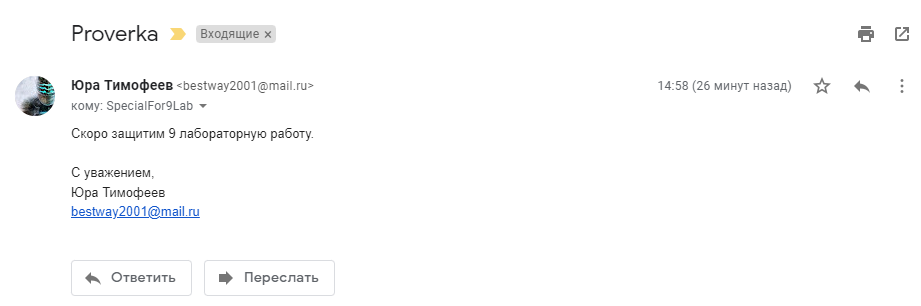 Proverka Входящие ×
Юра Тимофеев <bestway2001@mail.ru> 14:58 (26 минут назад)
кому: SpecialFor9Lab
Скоро защитим 9 лабораторную работу.
С уважением,
Юра Тимофеев
bestway2001@mail.ru
Ответить Переслать